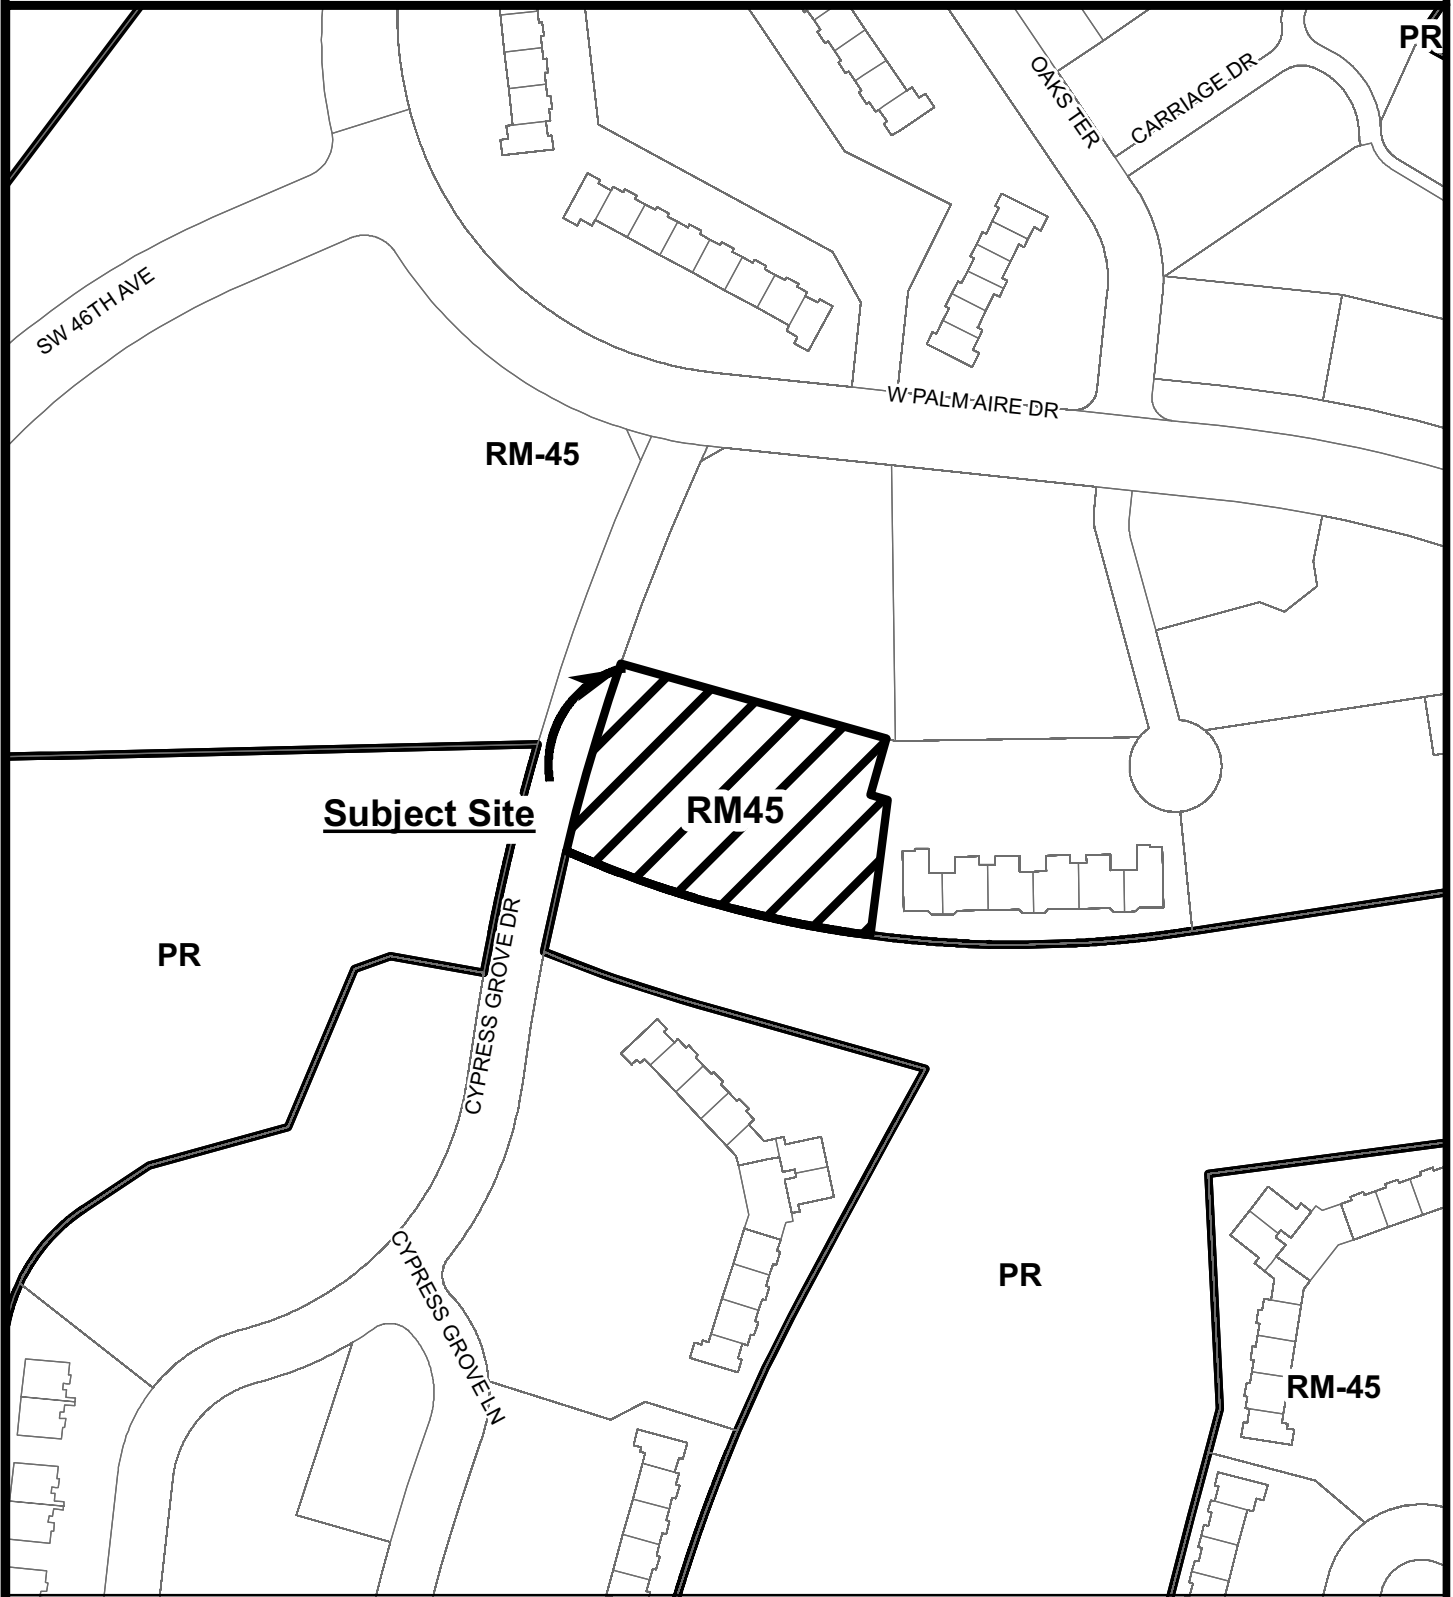 PR
OAKS TER
CARRIAGE DR
SW 46TH AVE
W PALM AIRE DR
RM-45
Subject Site
RM45
PR
CYPRESS GROVE DR
CYPRESS GROVE LN
PR
RM-45